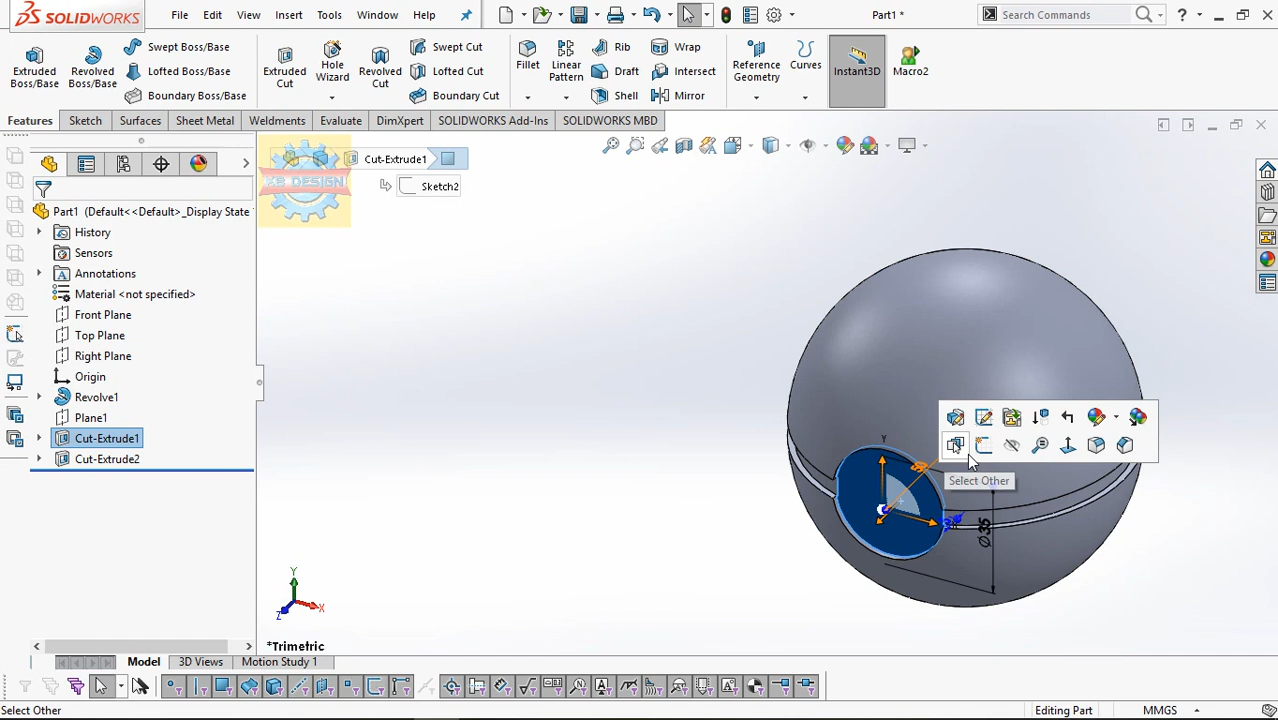 SOLIDWORKS File Edit View Insert Tools Window Help Part1 * Search Commands ?
Extruded Boss/Base
Revolved Boss/Base
Swept Boss/Base
Lofted Boss/Base
Boundary Boss/Base
Extruded Cut
Hole Wizard
Revolved Cut
Swept Cut
Lofted Cut
Boundary Cut
Fillet
Linear Pattern
Rib
Draft
Shell
Wrap
Intersect
Mirror
Reference Geometry
Curves
Instant3D
Macro2
Features Sketch Surfaces Sheet Metal Weldments Evaluate DimXpert SOLIDWORKS Add-Ins SOLIDWORKS MBD
Cut-Extrude1
Sketch2
Part1 (Default<<Default>_Display State
History
Sensors
Annotations
Material <not specified>
Front Plane
Top Plane
Right Plane
Origin
Revolve1
Plane1
Cut-Extrude1
Cut-Extrude2
Select Other
Y
Ø35
Y
X
Z
*Trimetric
Model 3D Views Motion Study 1
Select Other Editing Part MMGS